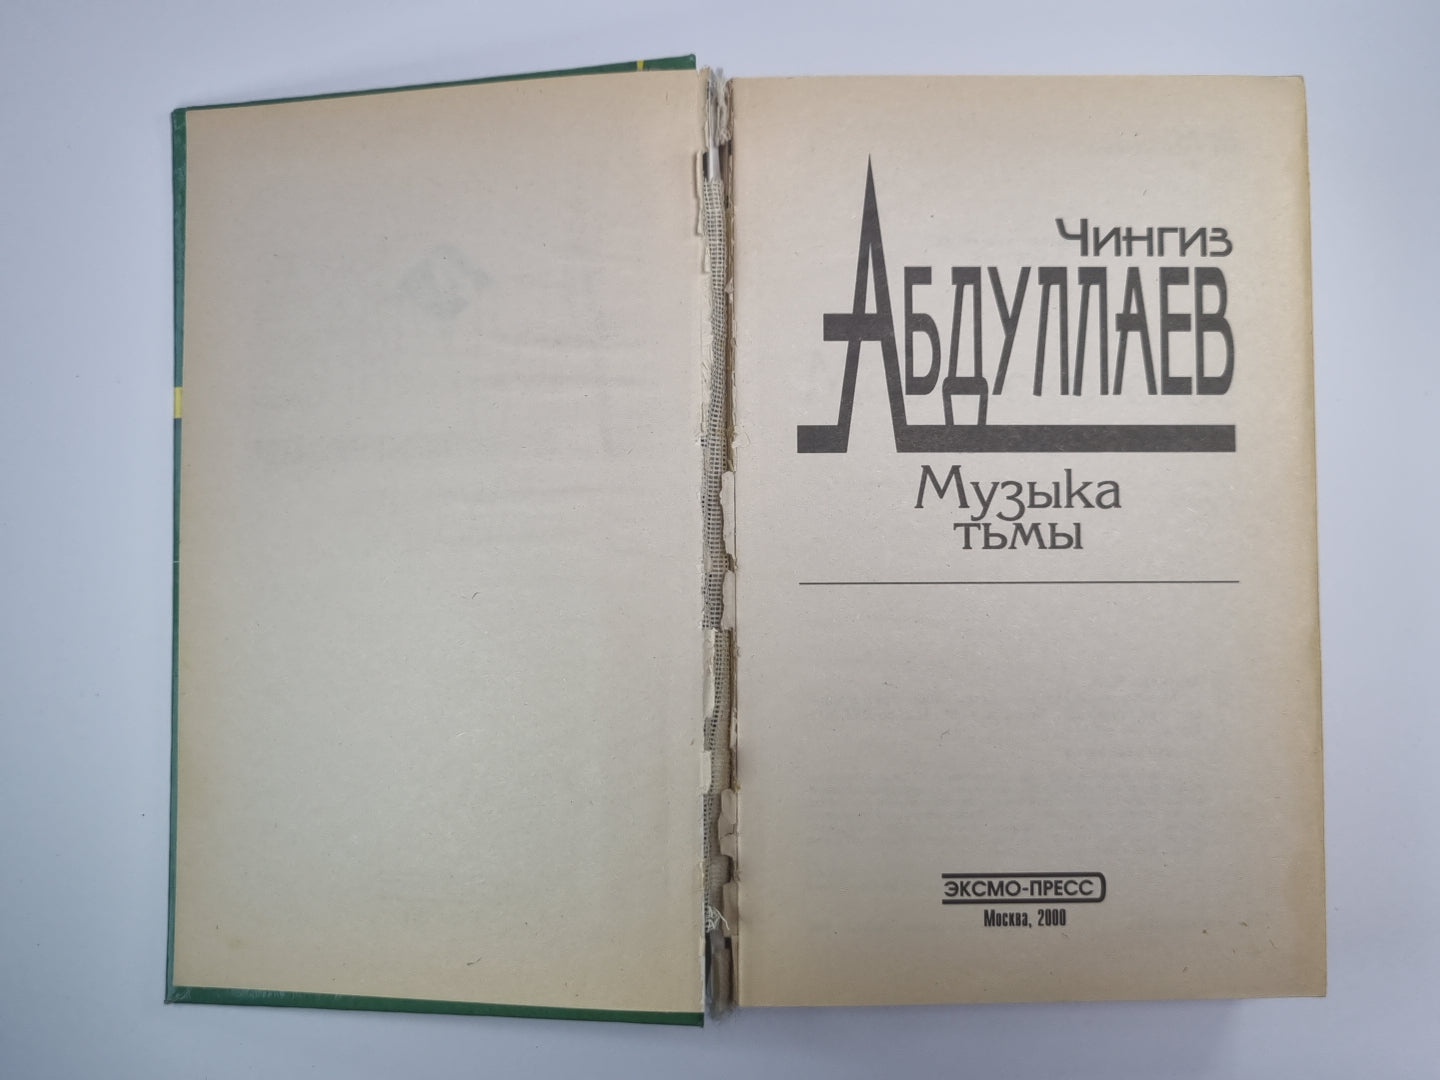 Чингиз
Абдуллаев
Музыка
тьмы
ЭКСМО-ПРЕСС
Москва, 2000